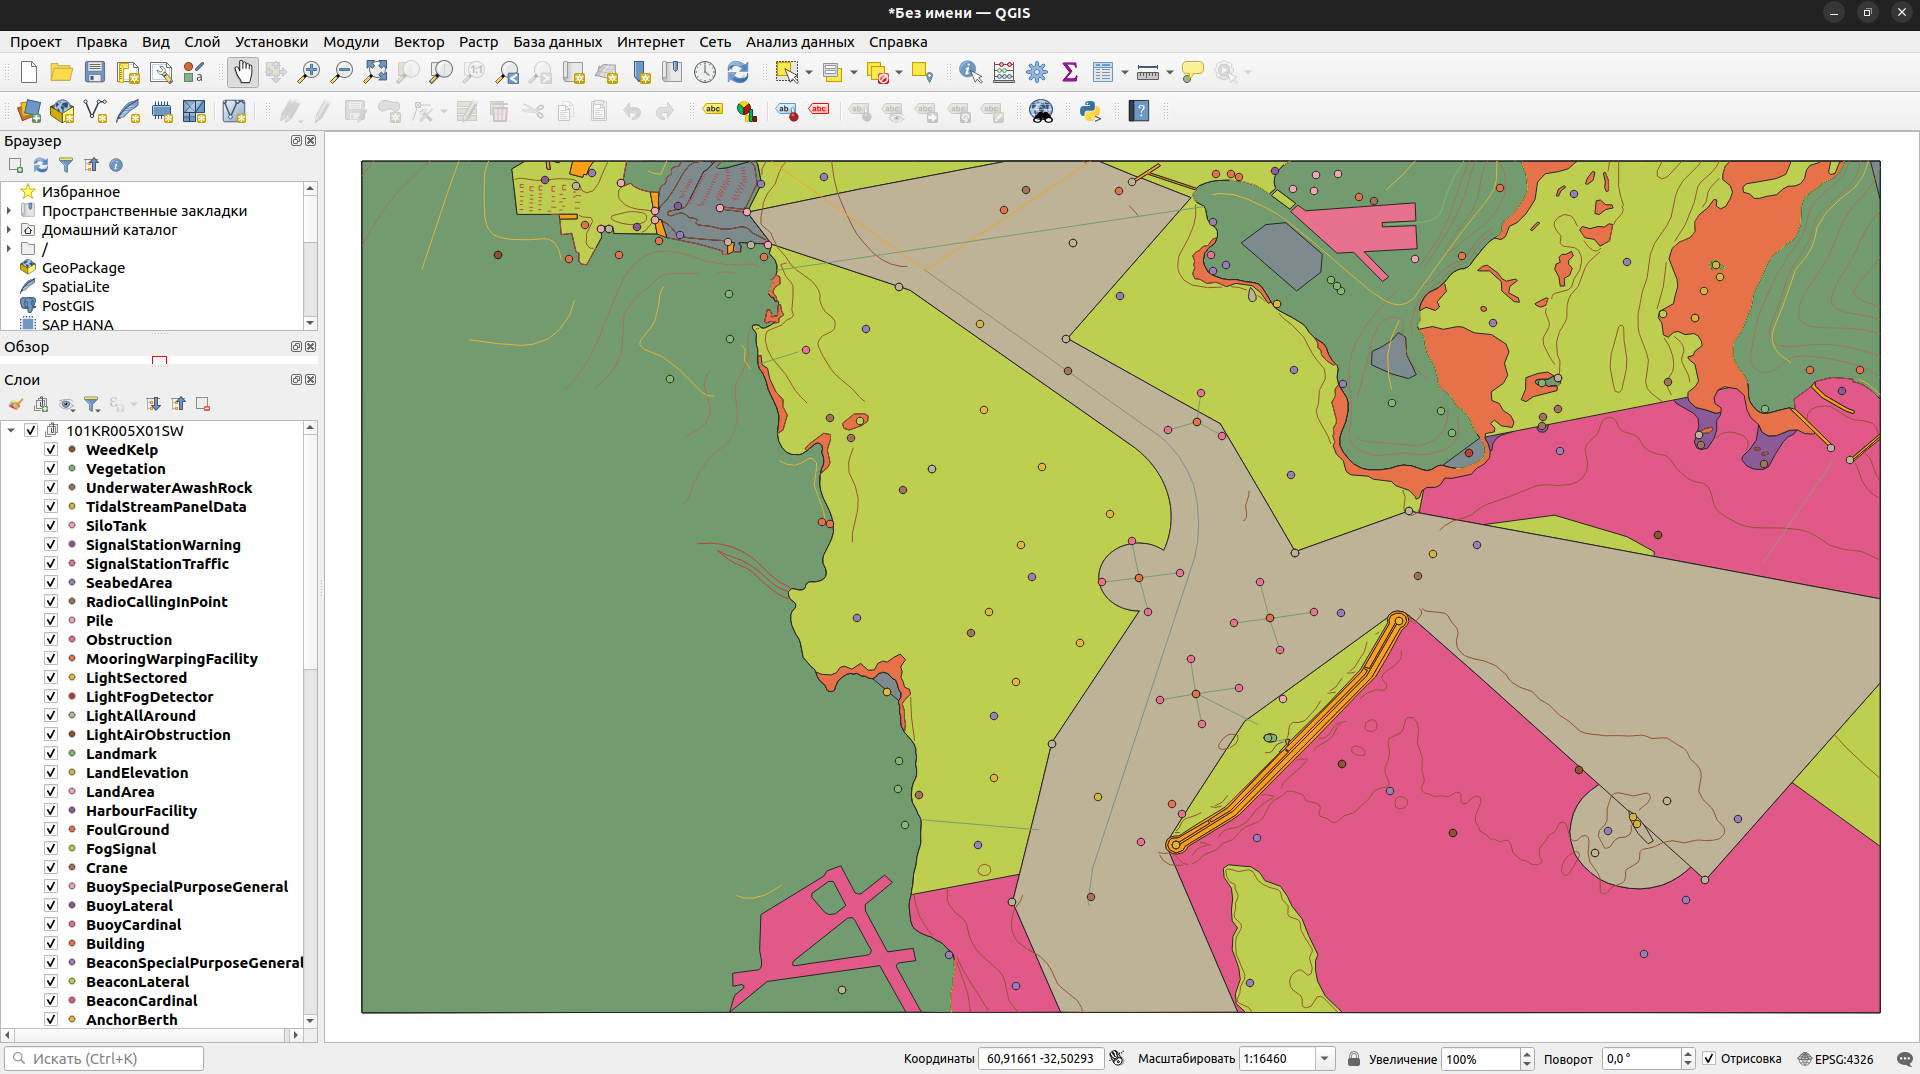 *Без имени — QGIS
Проект Правка Вид Слой Установки Модули Вектор Растр База данных Интернет Сеть Анализ данных Справка
Браузер
Избранное
Пространственные закладки
Домашний каталог
/
GeoPackage
SpatiaLite
PostGIS
SAP HANA
Обзор
Слои
101KR005X01SW
WeedKelp
Vegetation
UnderwaterAwashRock
TidalStreamPanelData
SiloTank
SignalStationWarning
SignalStationTraffic
SeabedArea
RadioCallingInPoint
Pile
Obstruction
MooringWarpingFacility
LightSectored
LightFogDetector
LightAllAround
LightAirObstruction
Landmark
LandElevation
LandArea
HarbourFacility
FoulGround
FogSignal
Crane
BuoySpecialPurposeGeneral
BuoyLateral
BuoyCardinal
Building
BeaconSpecialPurposeGeneral
BeaconLateral
BeaconCardinal
AnchorBerth
Искать (Ctrl+K) Координаты 60,91661 -32,50293 Масштабировать 1:16460 Увеличение 100% Поворот 0,0 ° Отрисовка EPSG:4326